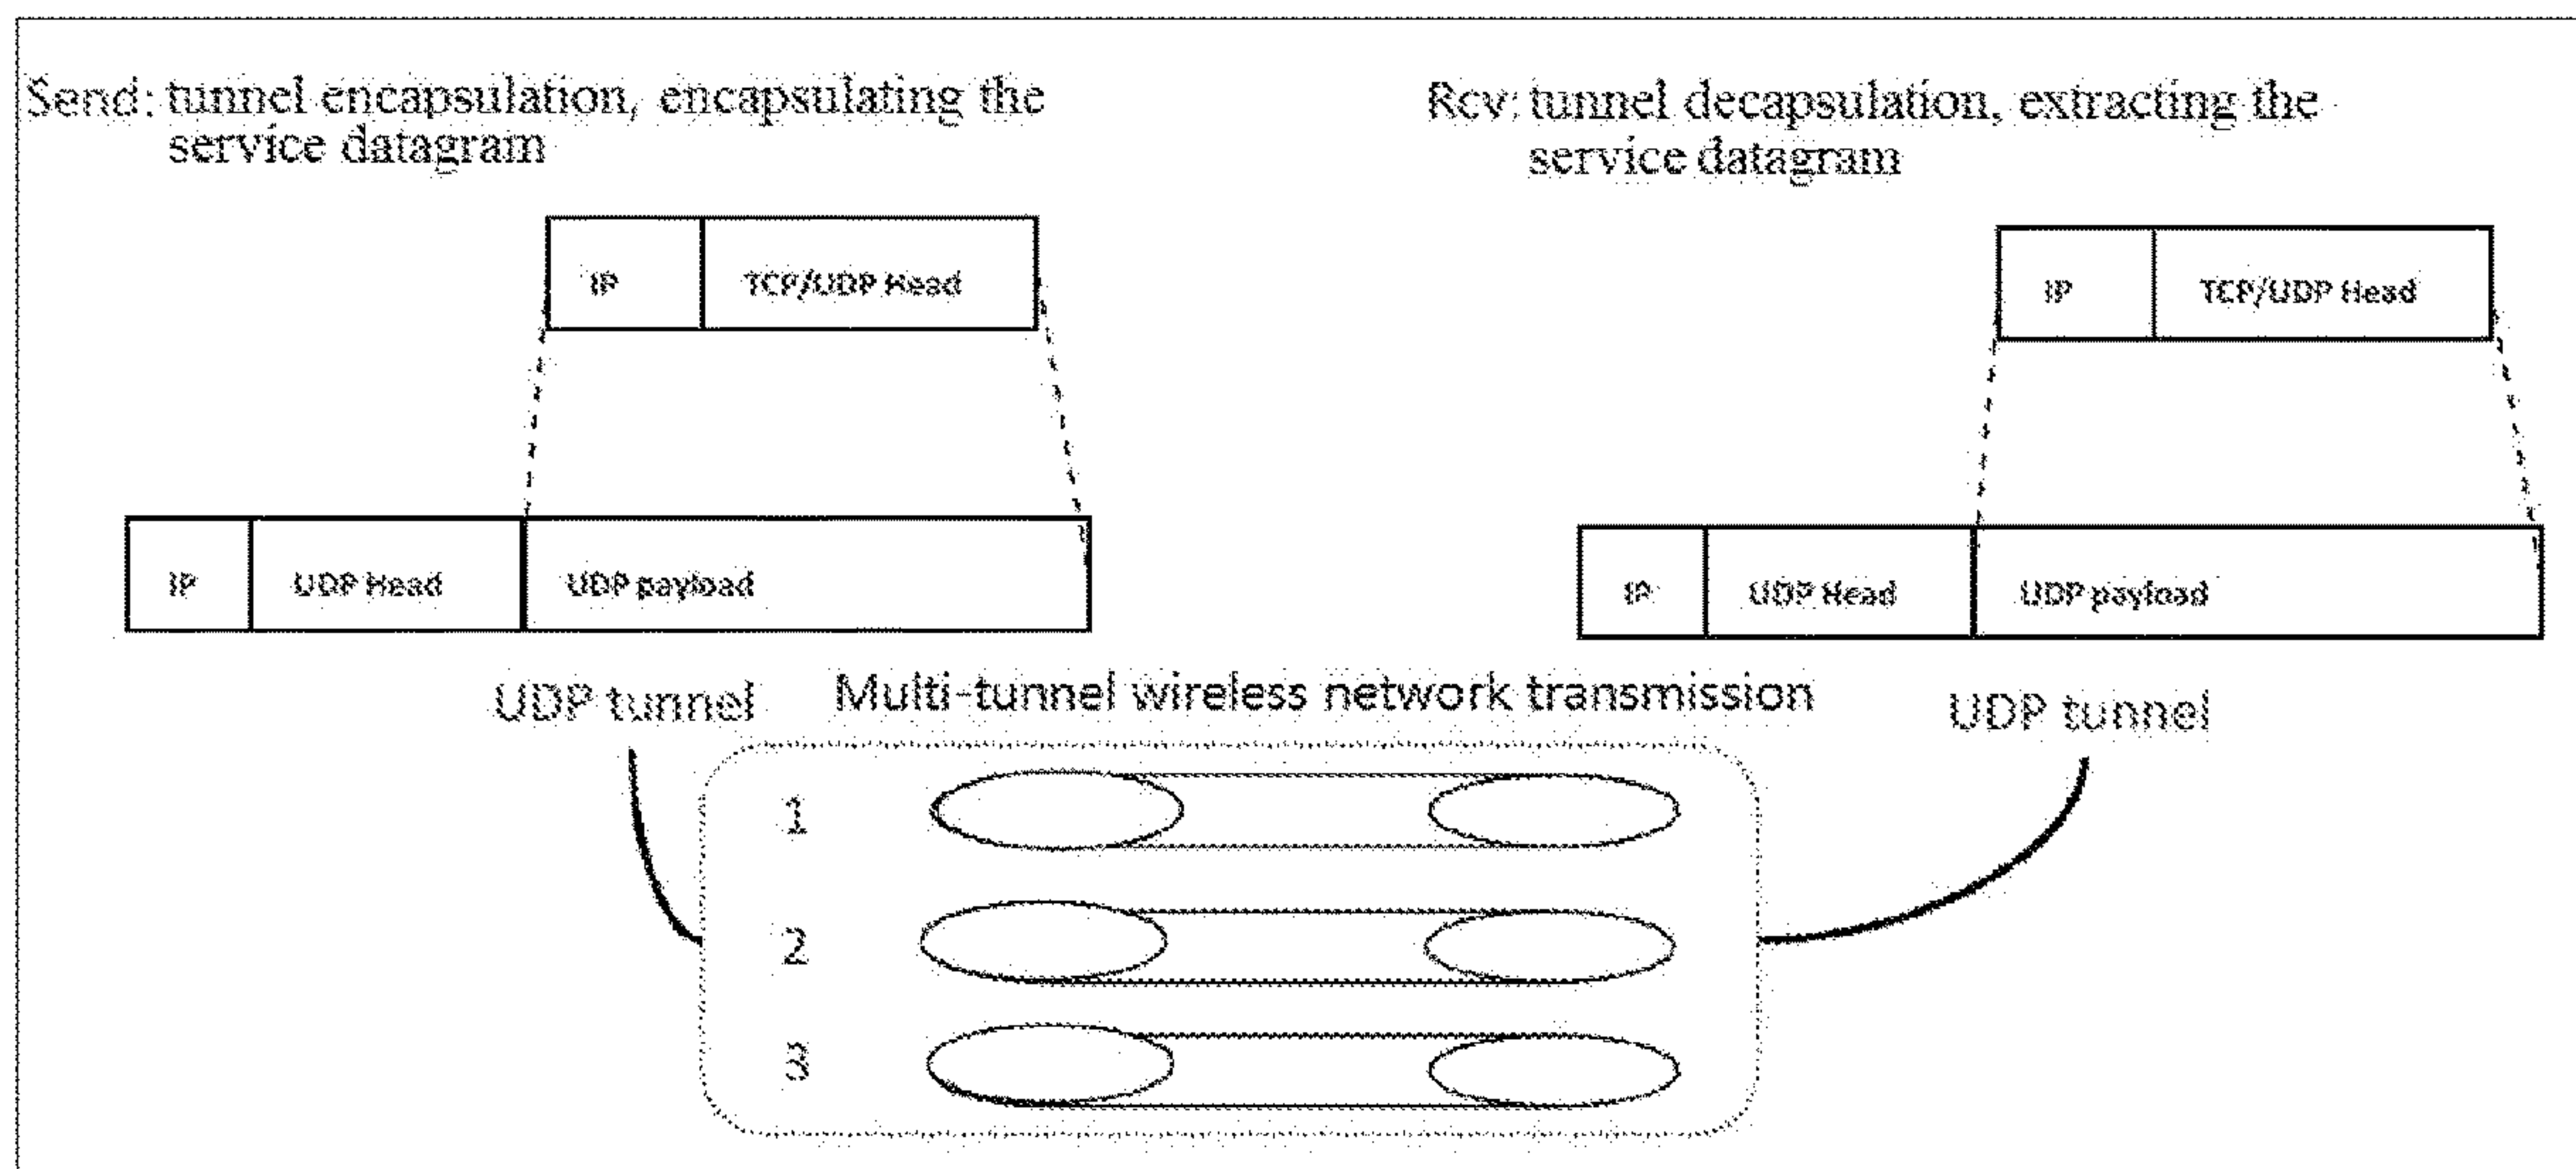 Send: tunnel encapsulation, encapsulating the
service datagram
Rcv: tunnel decapsulation, extracting the
service datagram
IP TCP/UDP Head
IP TCP/UDP Head
IP UDP Head UDP payload
IP UDP Head UDP payload
UDP tunnel
Multi-tunnel wireless network transmission
UDP tunnel
1
2
3